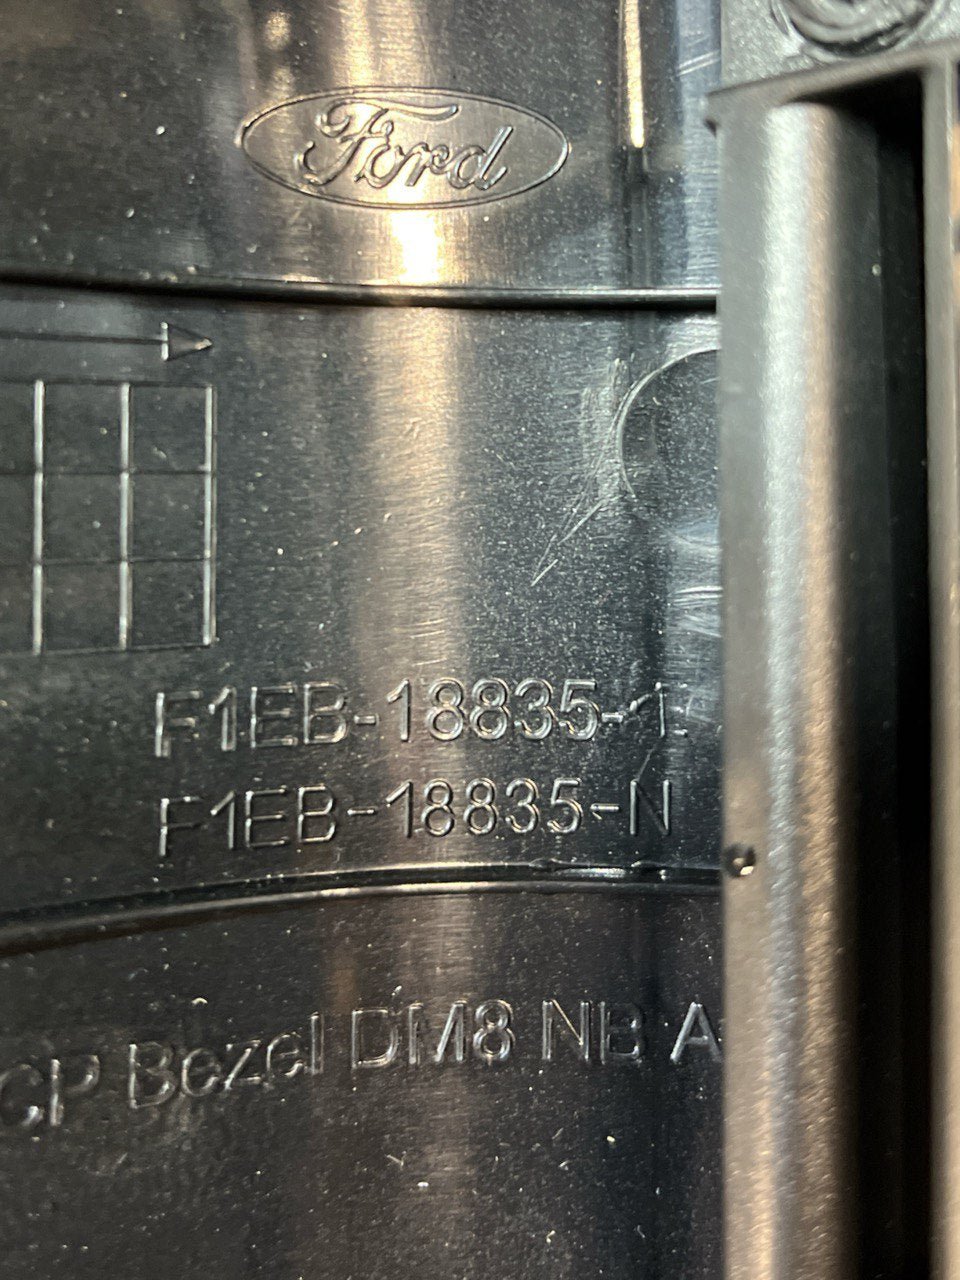 Ford
F1EB-18835-
F1EB-18835-N
CP Bezel DM8 NB A